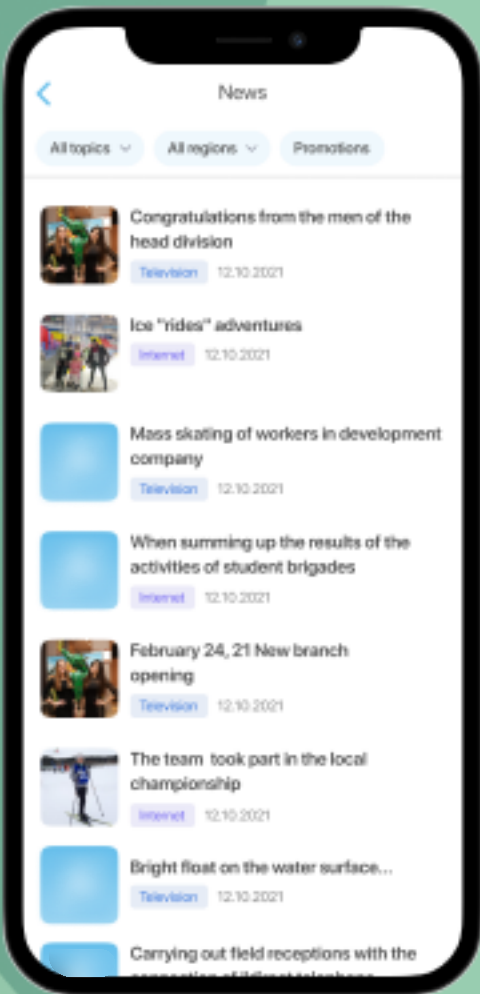 News
All topics
All regions
Promotions
Congratulations from the men of the
head division
Television 12.10.2021
Ice "rides" adventures
Internet 12.10.2021
Mass skating of workers in development
company
Television 12.10.2021
When summing up the results of the
activities of student brigades
Internet 12.10.2021
February 24, 21 New branch
opening
Television 12.10.2021
The team took part in the local
championship
Internet 12.10.2021
Bright float on the water surface...
Television 12.10.2021
Carrying out field receptions with the